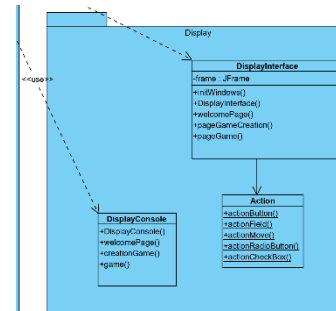 Display
DisplayInterface
-frame : JFrame
+initWindows()
+DisplayInterface()
+welcomePage()
+pageGameCreation()
+pageGame()
<<use>>
Action
+actionButton()
+actionField()
+actionMove()
+actionRadioButton()
+actionCheckBox()
DisplayConsole
+DisplayConsole()
+welcomePage()
+creationGame()
+game()